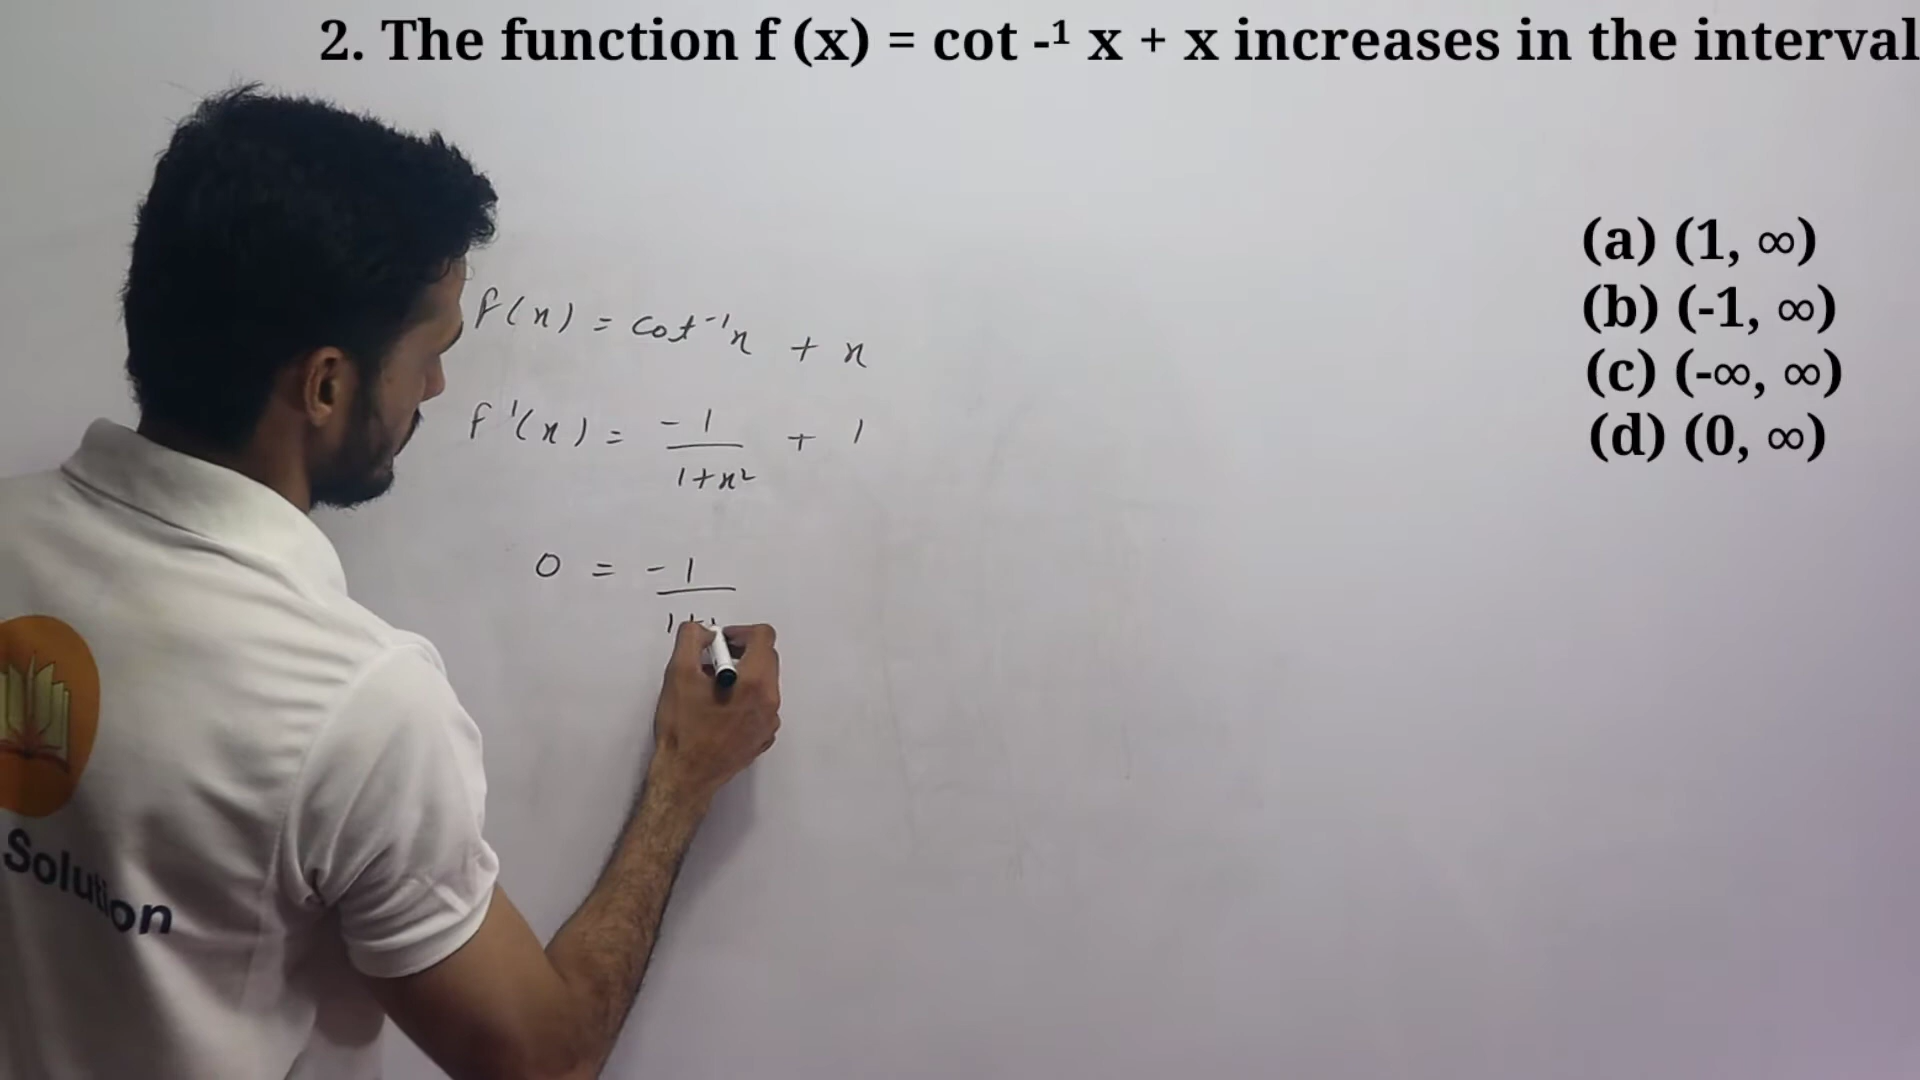 2. The function f (x) = cot -¹ x + x increases in the interval
(a) (1, ∞)
(b) (-1, ∞)
(c) (-∞, ∞)
(d) (0, ∞)
f(x) = cot⁻¹x + x
f'(x) = -1/1+x² + 1
0 = -1/1+
Solution